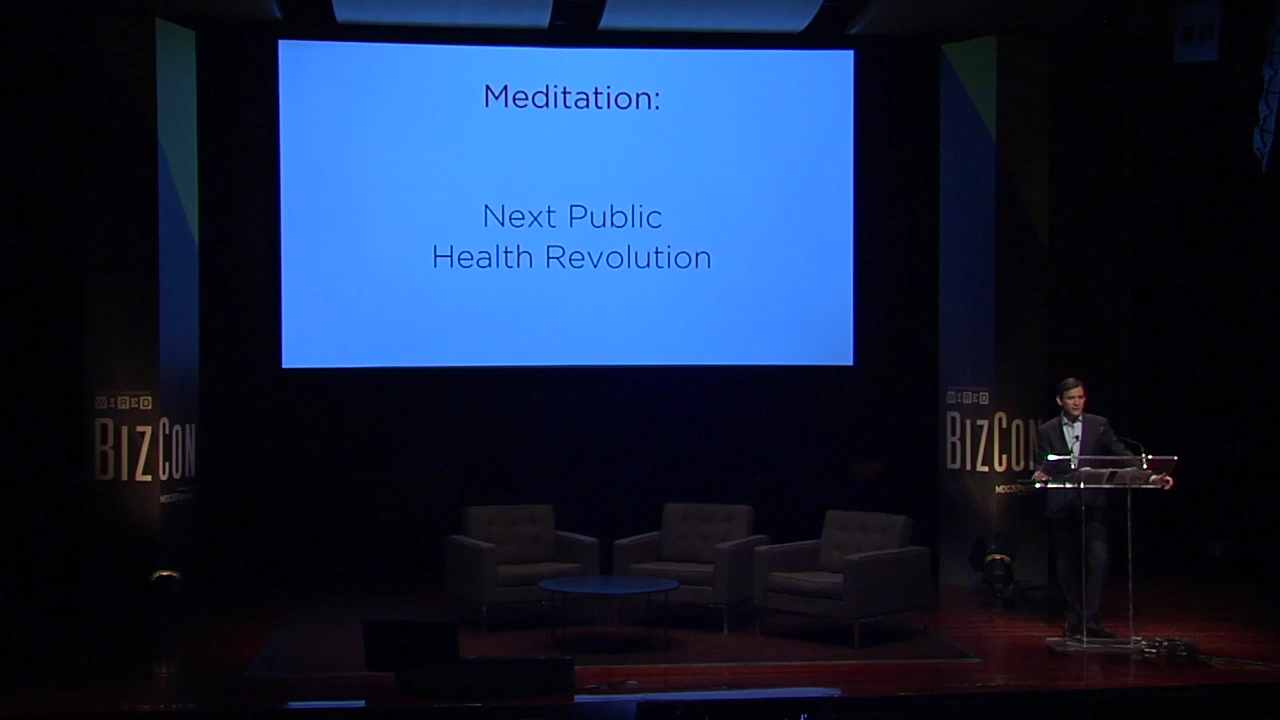 Meditation:
Next Public
Health Revolution
WIRED
BIZCON
WIRED
BIZCON